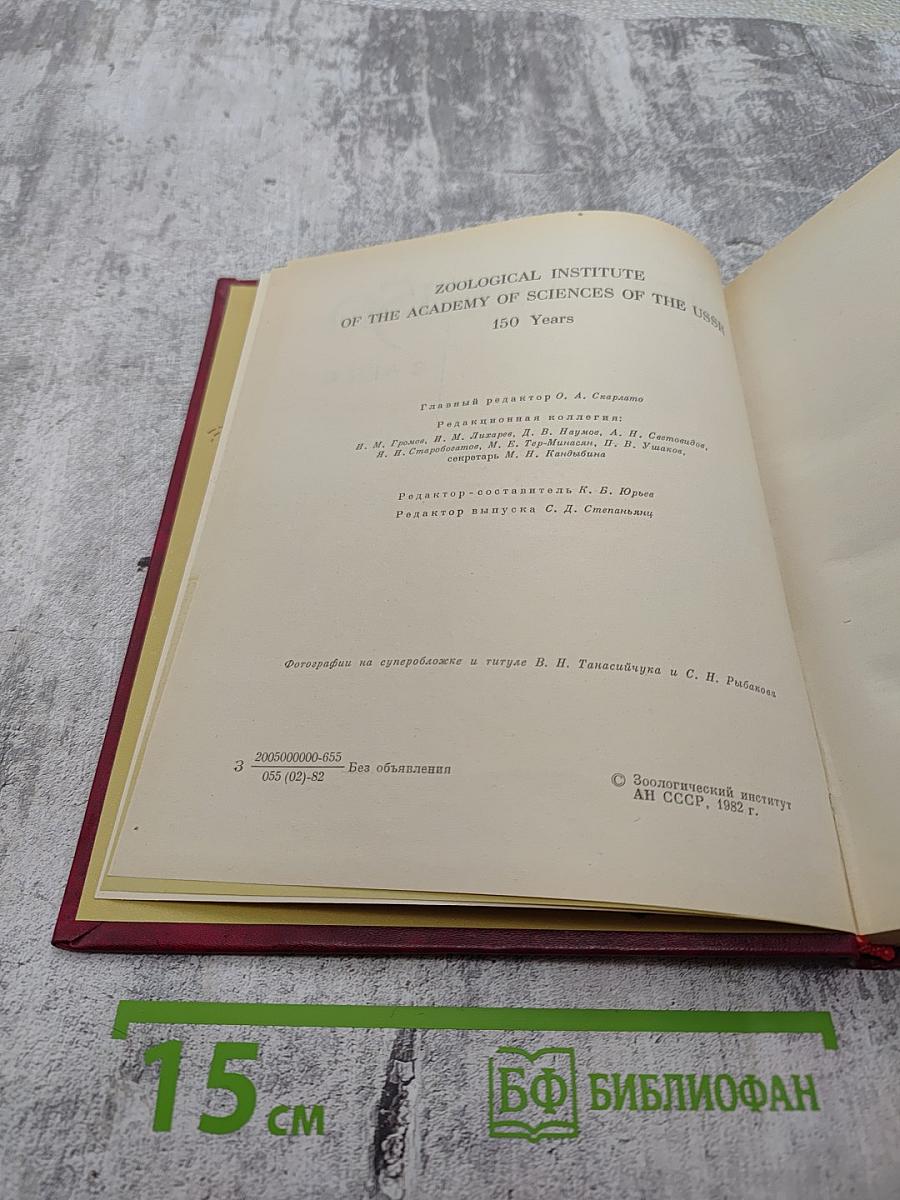 ZOOLOGICAL INSTITUTE
OF THE ACADEMY OF SCIENCES OF THE USSR
150 Years
Главный редактор О. А. Скарлато
Редакционная коллегия:
И. М. Громов, И. М. Лихарев, Д. В. Наумов, А. Н. Световидов,
Я. И. Старобогатов, М. Е. Тер-Минасян, П. В. Ушаков,
секретарь М. Н. Кандыбина
Редактор-составитель К. Б. Юрьев
Редактор выпуска С. Д. Степаньянц
Фотографии на суперобложке и титуле В. Н. Танасийчука и С. Н. Рыбакова
З 2005000000-655
055 (02)-82 Без объявления
© Зоологический институт
АН СССР, 1982 г.
15 см
БФ БИБЛИОФАН